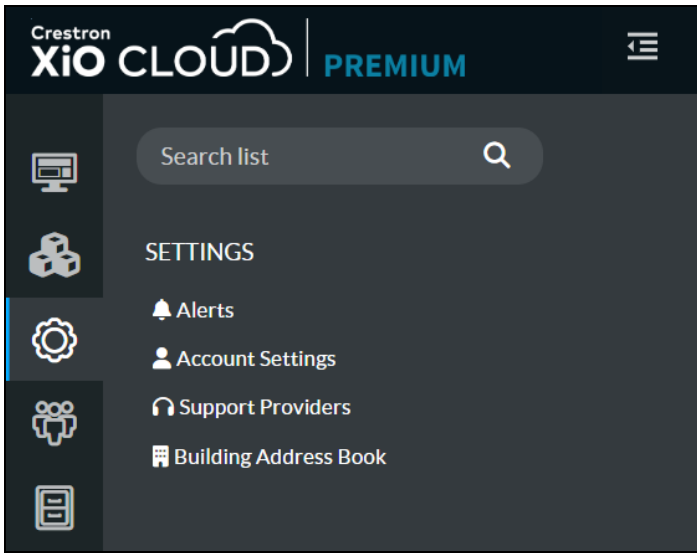 Crestron
XiO CLOUD PREMIUM
Search list
SETTINGS
Alerts
Account Settings
Support Providers
Building Address Book